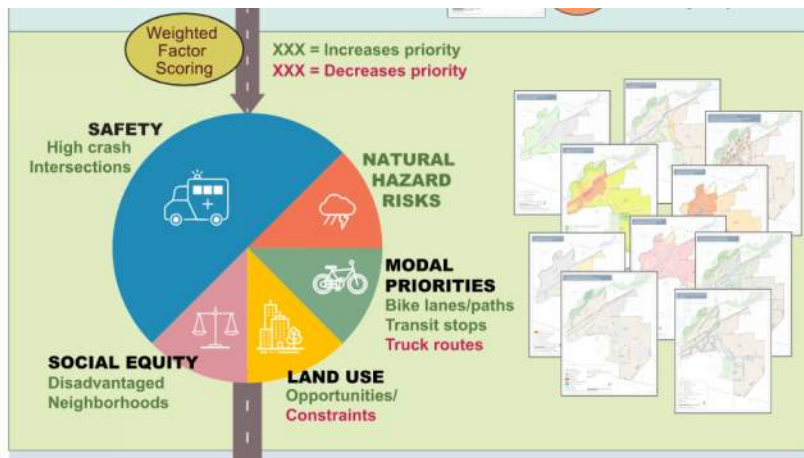 Weighted
Factor
Scoring
XXX = Increases priority
XXX = Decreases priority
SAFETY
High crash
Intersections
NATURAL
HAZARD
RISKS
MODAL
PRIORITIES
Bike lanes/paths
Transit stops
Truck routes
SOCIAL EQUITY
Disadvantaged
Neighborhoods
LAND USE
Opportunities/
Constraints